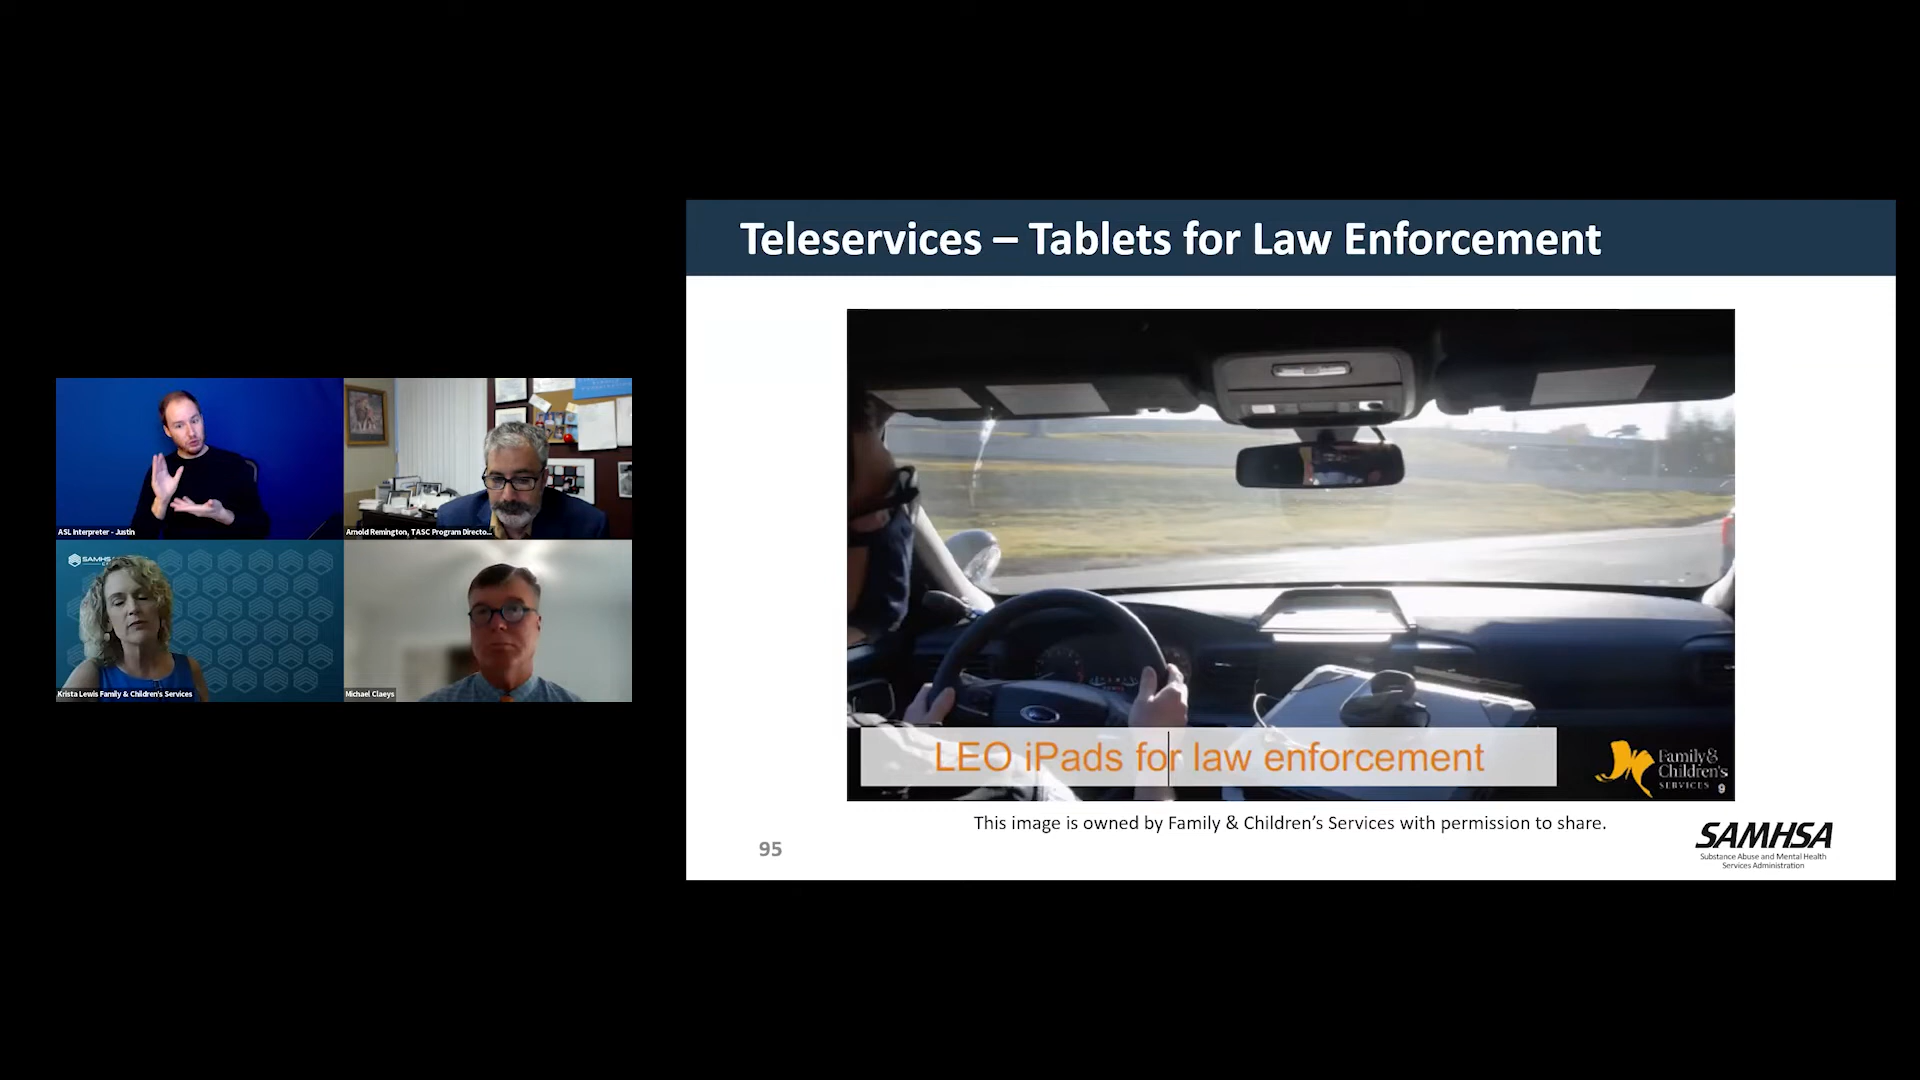 Teleservices – Tablets for Law Enforcement
ASL Interpreter - Justin
Arnold Remington, TASC Program Directo...
SAMHS
Krista Lewis Family & Children's Services
Michael Claeys
LEO iPads for law enforcement
Family &
Children's
SERVICES
9
This image is owned by Family & Children's Services with permission to share.
95
SAMHSA
Substance Abuse and Mental Health
Services Administration